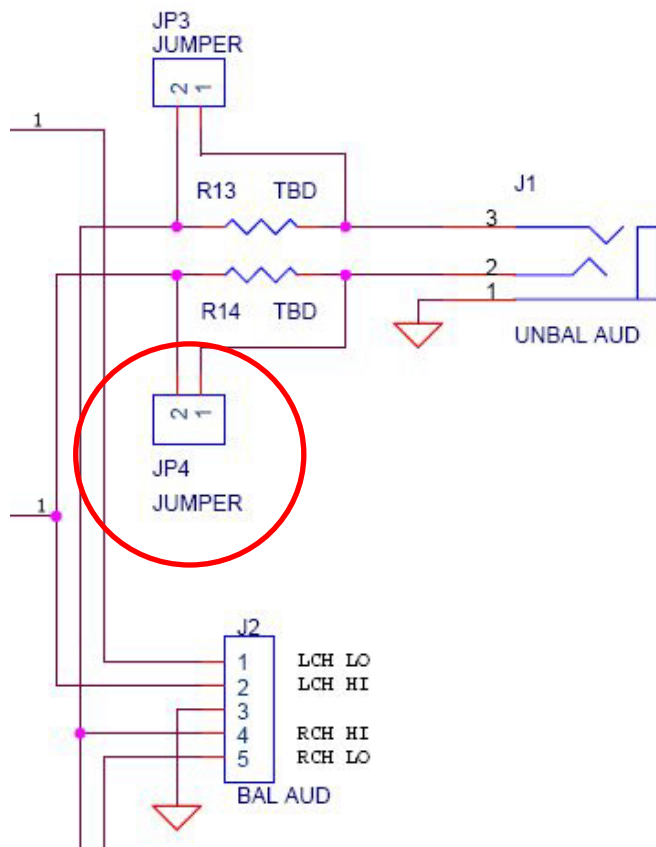 JP3
JUMPER
2 1
1
R13 TBD
J1
3
2
1
R14 TBD
UNBAL AUD
2 1
JP4
JUMPER
1
J2
1 LCH LO
2 LCH HI
3
4 RCH HI
5 RCH LO
BAL AUD